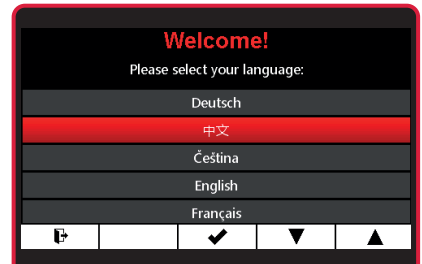 Welcome!
Please select your language:
Deutsch
中文
Čeština
English
Français